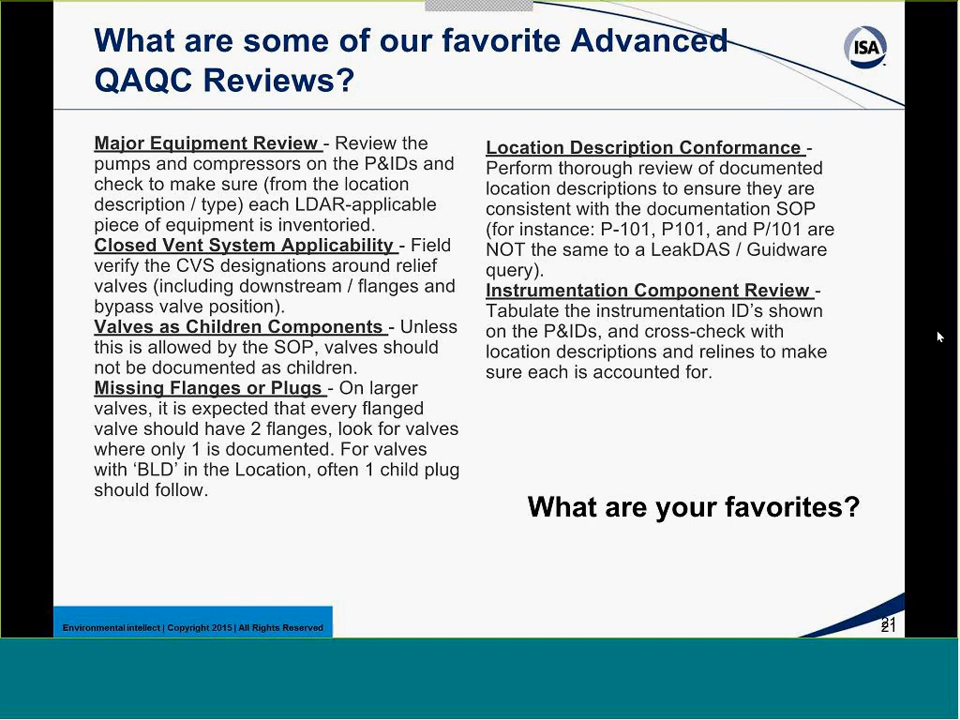 What are some of our favorite Advanced
QAQC Reviews?
ISA
Major Equipment Review - Review the
pumps and compressors on the P&IDs and
check to make sure (from the location
description / type) each LDAR-applicable
piece of equipment is inventoried.
Closed Vent System Applicability - Field
verify the CVS designations around relief
valves (including downstream / flanges and
bypass valve position).
Valves as Children Components - Unless
this is allowed by the SOP, valves should
not be documented as children.
Missing Flanges or Plugs - On larger
valves, it is expected that every flanged
valve should have 2 flanges, look for valves
where only 1 is documented. For valves
with ‘BLD’ in the Location, often 1 child plug
should follow.
Location Description Conformance -
Perform thorough review of documented
location descriptions to ensure they are
consistent with the documentation SOP
(for instance: P-101, P101, and P/101 are
NOT the same to a LeakDAS / Guidware
query).
Instrumentation Component Review -
Tabulate the instrumentation ID’s shown
on the P&IDs, and cross-check with
location descriptions and relines to make
sure each is accounted for.
What are your favorites?
Environmental intellect | Copyright 2015 | All Rights Reserved
21
21